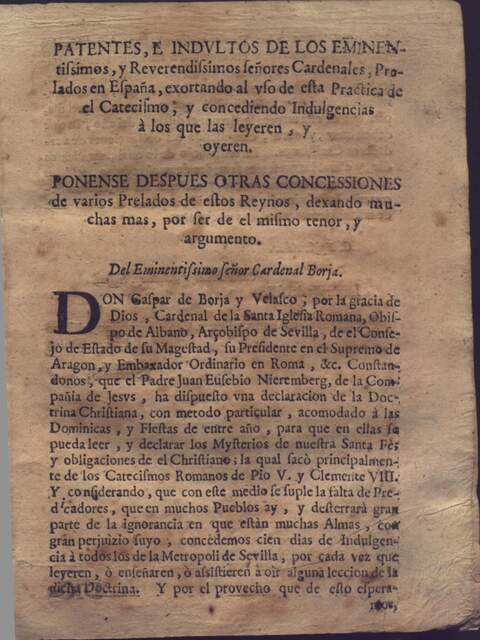 PATENTES, E INDVLTOS DE LOS EMINEN-
tissimos, y Reverendissimos señores Cardenales, Pre-
lados en España, exortando al vso de esta Practica de
el Catecismo, y concediendo Indulgencias
à los que las leyeren, y
oyeren.
PONENSE DESPUES OTRAS CONCESSIONES
de varios Prelados de estos Reynos, dexando mu-
chas mas, por ser de el mismo tenor, y
argumento.
Del Eminentissimo señor Cardenal Borja.
DON Gaspar de Borja y Velasco, por la gracia de
Dios, Cardenal de la Santa Iglesia Romana, Obis-
po de Albano, Arçobispo de Sevilla, de el Conse-
jo de Estado de su Magestad, su Presidente en el Supremo de
Aragon, y Embaxador Ordinario en Roma, &c. Constan-
donos, que el Padre Juan Eusebio Nieremberg, de la Com-
pañia de Jesvs, ha dispuesto vna declaracion de la Doc-
trina Christiana, con metodo particular, acomodado à las
Dominicas, y Fiestas de entre año, para que en ellas se
pueda leer, y declarar los Mysterios de nuestra Santa Fè;
y obligaciones de el Christiano; la qual sacò principalmen-
te de los Catecismos Romanos de Pio V. y Clemente VIII.
Y considerando, que con este medio se suple la falta de Pre-
dicadores, que en muchos Pueblos ay, y desterrarà gran
parte de la ignorancia en que estàn muchas Almas, con
gran perjuizio suyo, concedemos cien dias de Indulgen-
cia à todos los de la Metropoli de Sevilla, por cada vez que
leyeren, ò enseñaren, ò assistieren à oìr alguna leccion de la
dicha Doctrina. Y por el provecho que de esto espera-
mos,